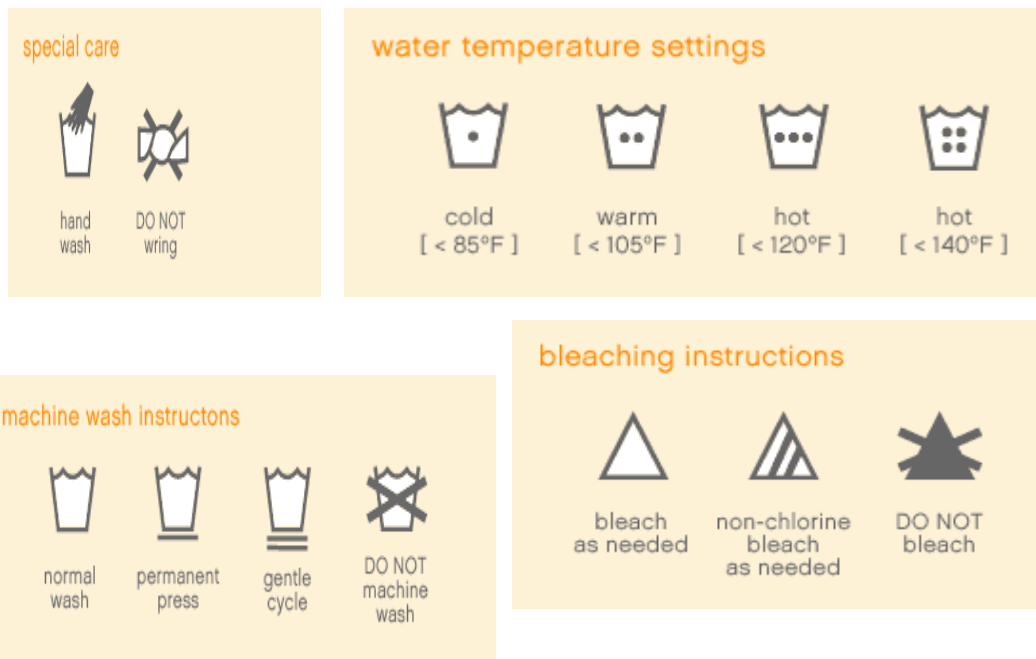 special care
hand
wash
DO NOT
wring
water temperature settings
cold
[ < 85°F ]
warm
[ < 105°F ]
hot
[ < 120°F ]
hot
[ < 140°F ]
machine wash instructons
normal
wash
permanent
press
gentle
cycle
DO NOT
machine
wash
bleaching instructions
bleach
as needed
non-chlorine
bleach
as needed
DO NOT
bleach